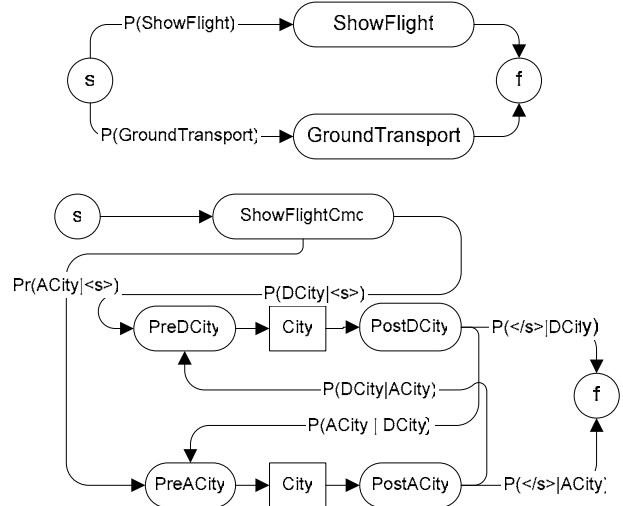 P(ShowFlight)
ShowFlight
s
f
P(GroundTransport)
GroundTransport
s
ShowFlightCmd
Pr(ACity|<s>)
P(DCity|<s>)
PreDCity
City
PostDCity
P(</s>|DCity)
P(DCity|ACity)
f
P(ACity | DCity)
PreACity
City
PostACity
P(</s>|ACity)